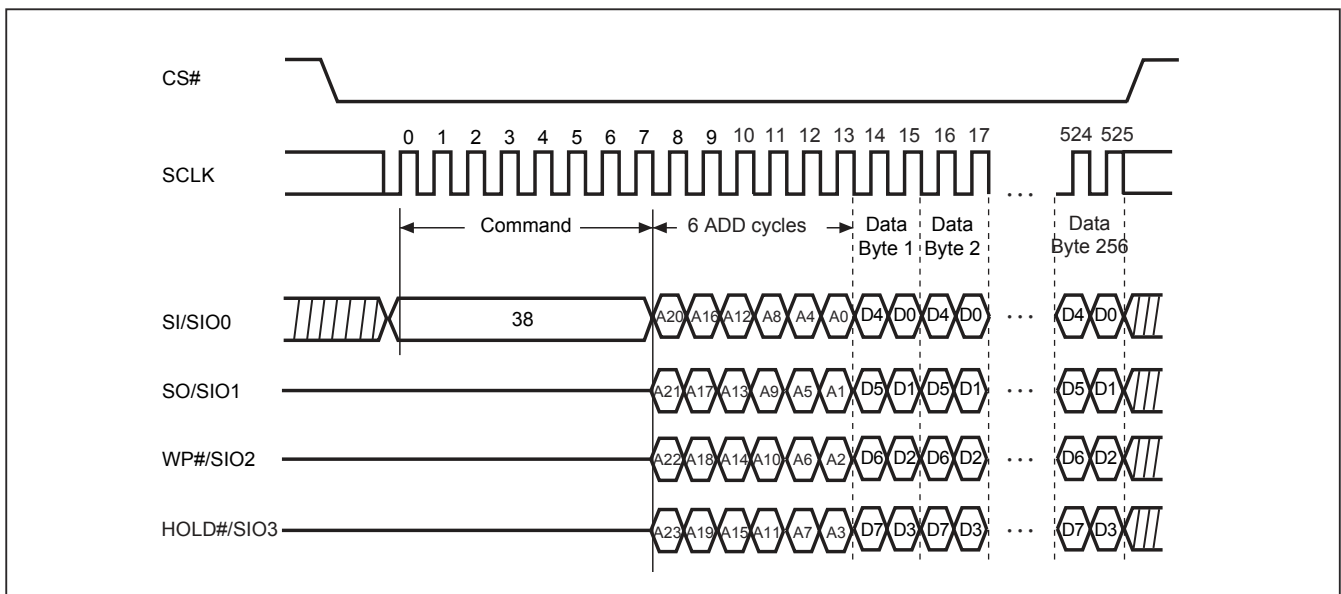 CS#
0 1 2 3 4 5 6 7 8 9 10 11 12 13 14 15 16 17 524 525
SCLK
...
Command 6 ADD cycles Data Data Data
Byte 1 Byte 2 Byte 256
SI/SIO0 38 A20 A16 A12 A8 A4 A0 D4 D0 D4 D0 ... D4 D0
SO/SIO1 A21 A17 A13 A9 A5 A1 D5 D1 D5 D1 ... D5 D1
WP#/SIO2 A22 A18 A14 A10 A6 A2 D6 D2 D6 D2 ... D6 D2
HOLD#/SIO3 A23 A19 A15 A11 A7 A3 D7 D3 D7 D3 ... D7 D3